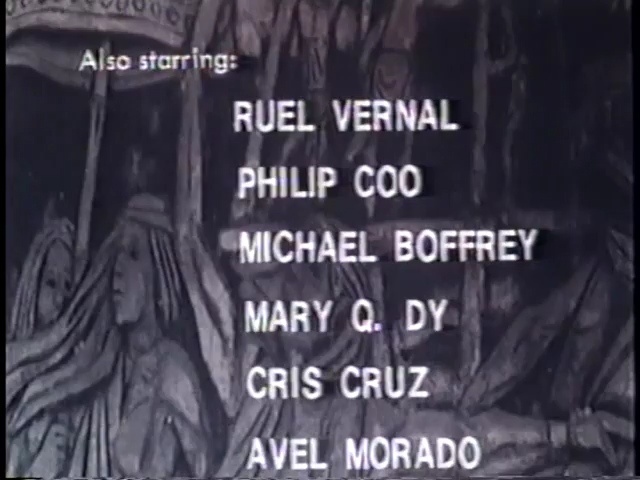 Also starring:
RUEL VERNAL
PHILIP COO
MICHAEL BOFFREY
MARY Q. DY
CRIS CRUZ
AVEL MORADO